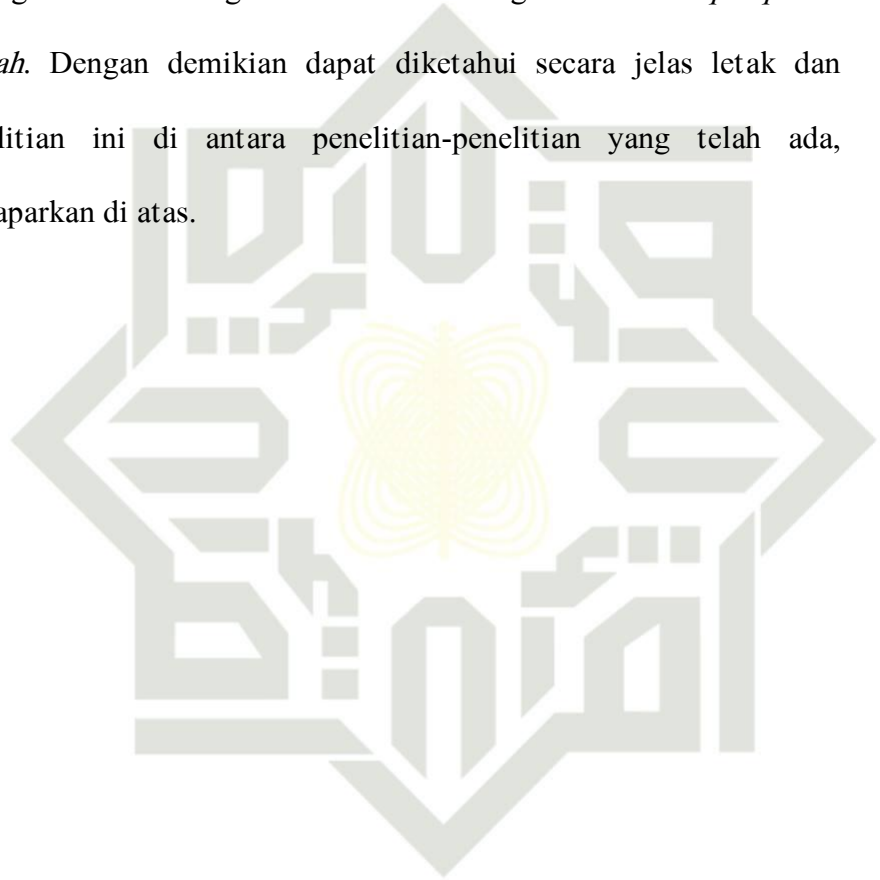 ah. Dengan demikian dapat diketahui secara jelas letak dan
litian ini di antara penelitian-penelitian yang telah ada,
aparkan di atas.